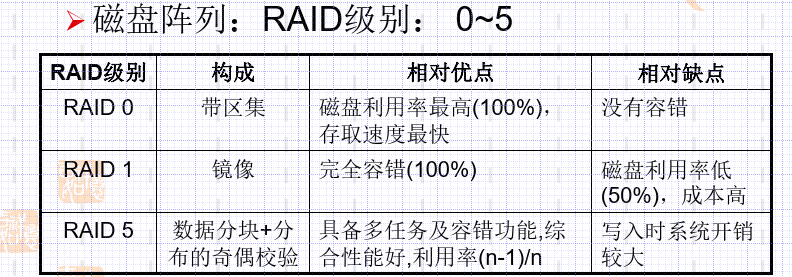 磁盘阵列：RAID级别： 0~5
RAID级别 构成 相对优点 相对缺点
RAID 0 带区集 磁盘利用率最高(100%)， 没有容错
存取速度最快
RAID 1 镜像 完全容错(100%) 磁盘利用率低
(50%)，成本高
RAID 5 数据分块+分 具备多任务及容错功能,综 写入时系统开销
布的奇偶校验 合性能好,利用率(n-1)/n 较大